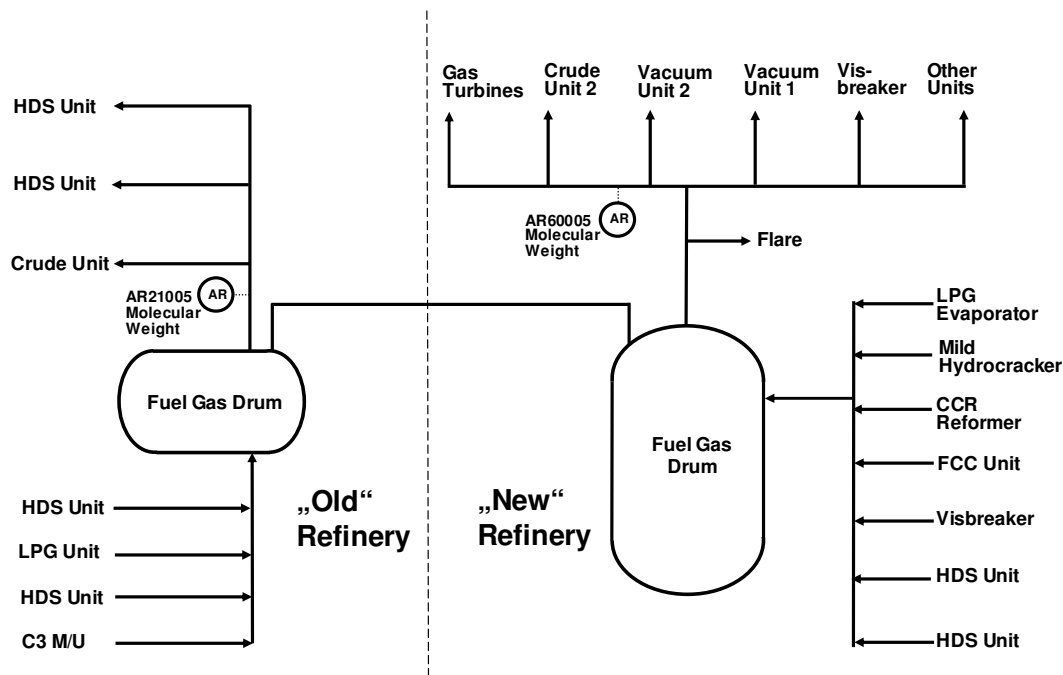 HDS Unit
HDS Unit
Crude Unit
AR21005
Molecular
Weight
AR
Fuel Gas Drum
HDS Unit
LPG Unit
HDS Unit
C3 M/U
„Old“
Refinery
Gas
Turbines
Crude
Unit 2
Vacuum
Unit 2
Vacuum
Unit 1
Vis-
breaker
Other
Units
AR60005
Molecular
Weight
AR
Flare
Fuel Gas
Drum
„New“
Refinery
LPG
Evaporator
Mild
Hydrocracker
CCR
Reformer
FCC Unit
Visbreaker
HDS Unit
HDS Unit